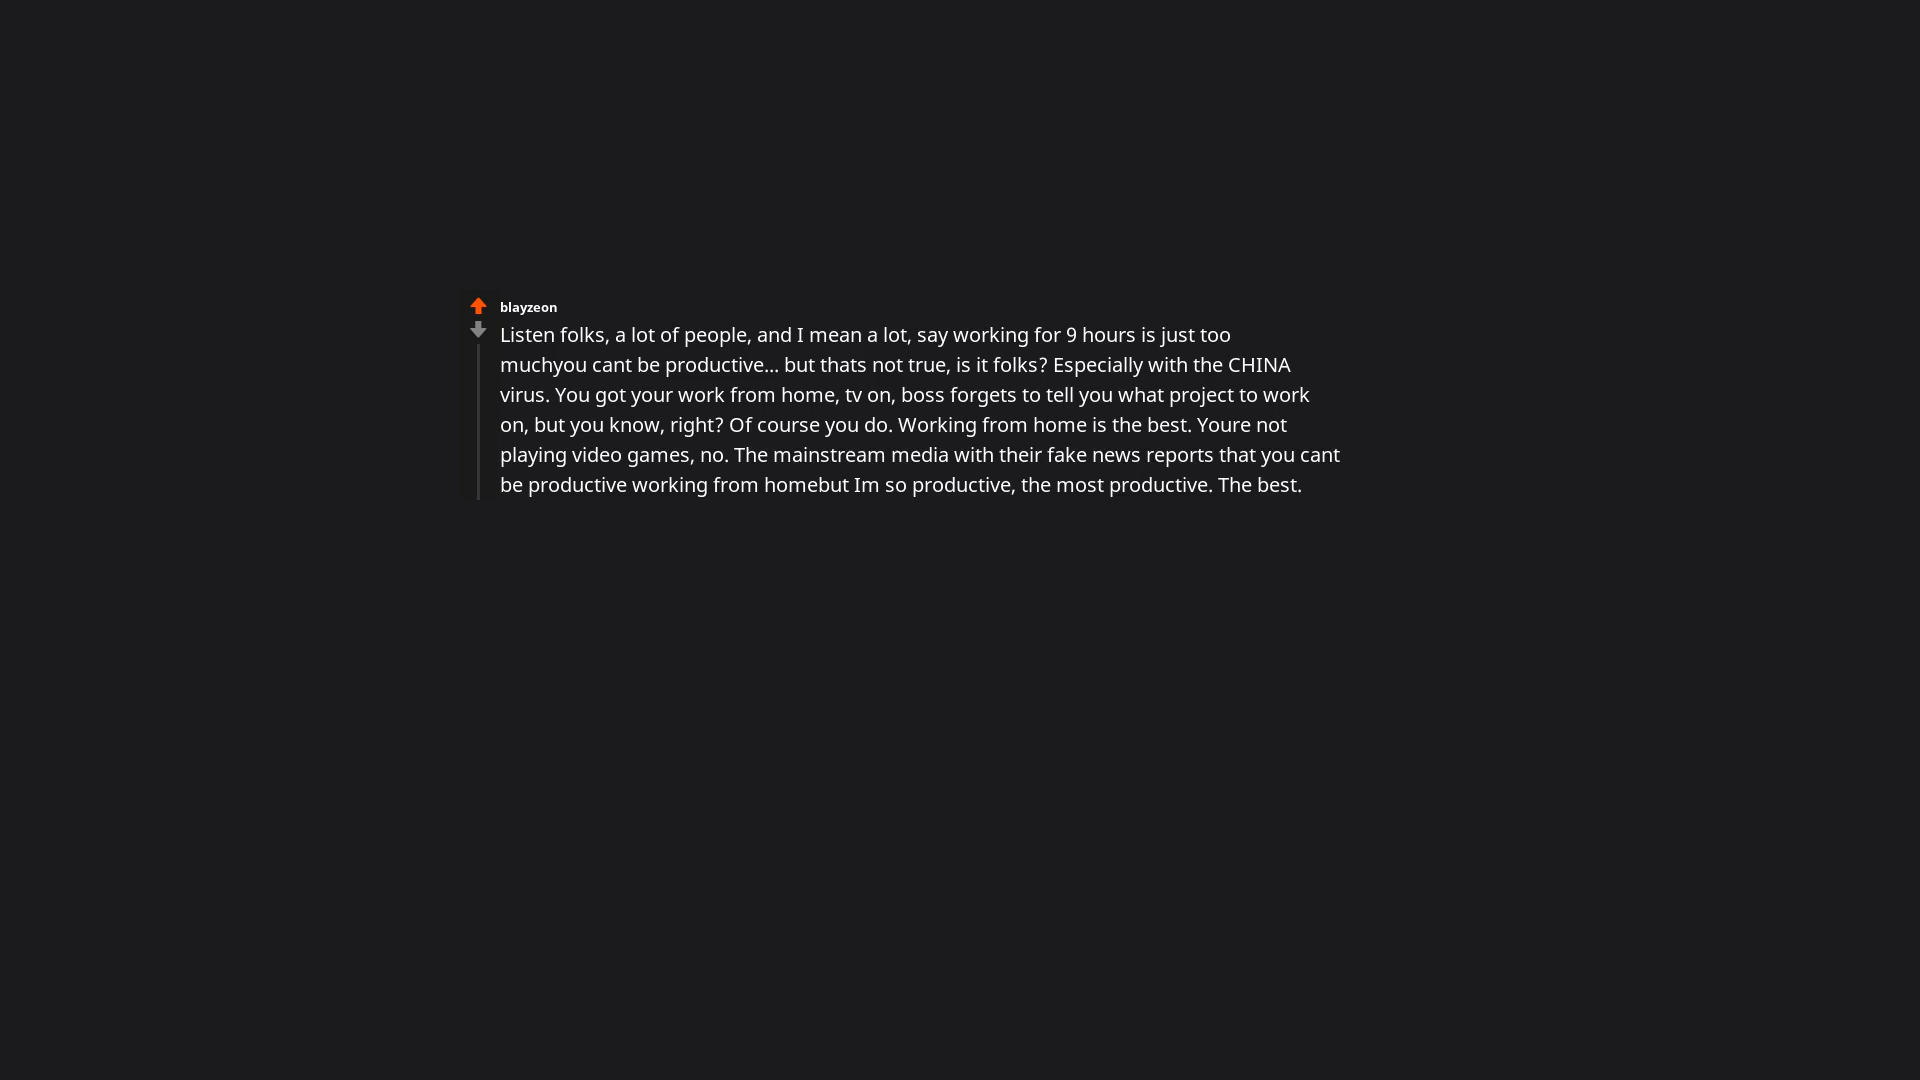 blayzeon
Listen folks, a lot of people, and I mean a lot, say working for 9 hours is just too
muchyou cant be productive... but thats not true, is it folks? Especially with the CHINA
virus. You got your work from home, tv on, boss forgets to tell you what project to work
on, but you know, right? Of course you do. Working from home is the best. Youre not
playing video games, no. The mainstream media with their fake news reports that you cant
be productive working from homebut Im so productive, the most productive. The best.